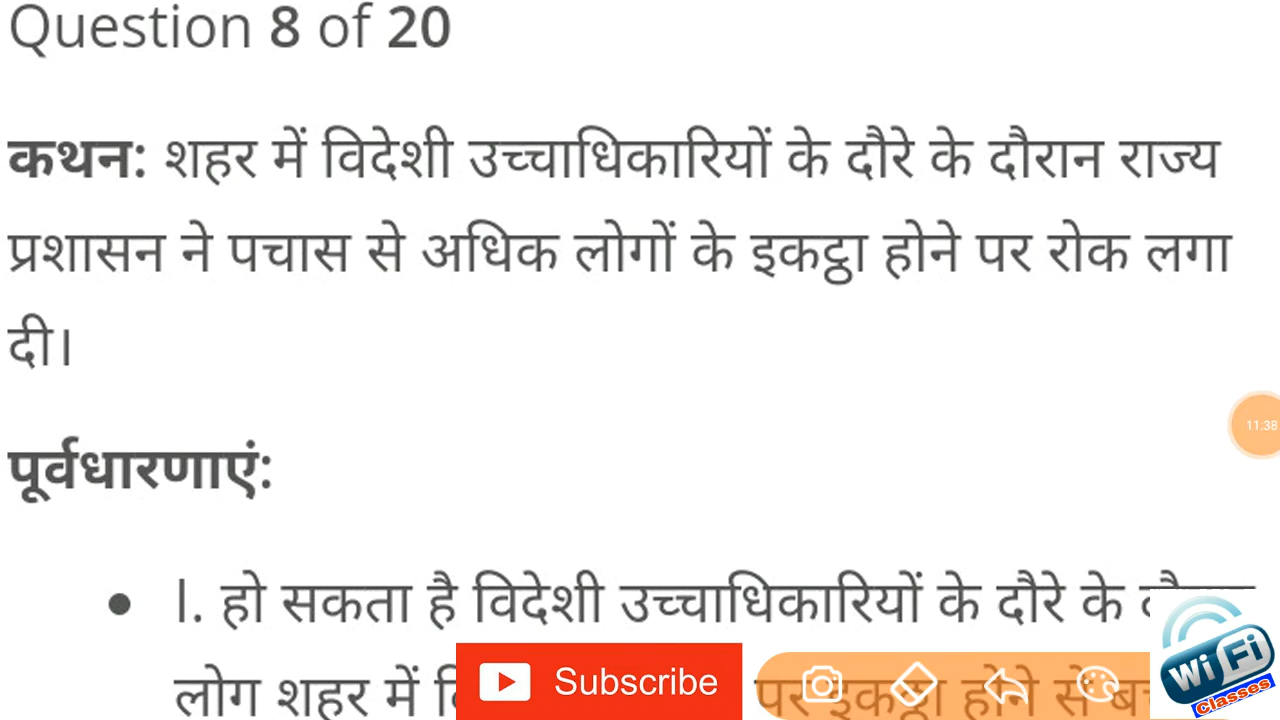 Question 8 of 20
कथन: शहर में विदेशी उच्चाधिकारियों के दौरे के दौरान राज्य
प्रशासन ने पचास से अधिक लोगों के इकट्ठा होने पर रोक लगा
दी।
11:38
पूर्वधारणाएं:
• I. हो सकता है विदेशी उच्चाधिकारियों के दौरे के
लोग शहर में पर इकट्ठा होने से
Subscribe
WiFi
Classes